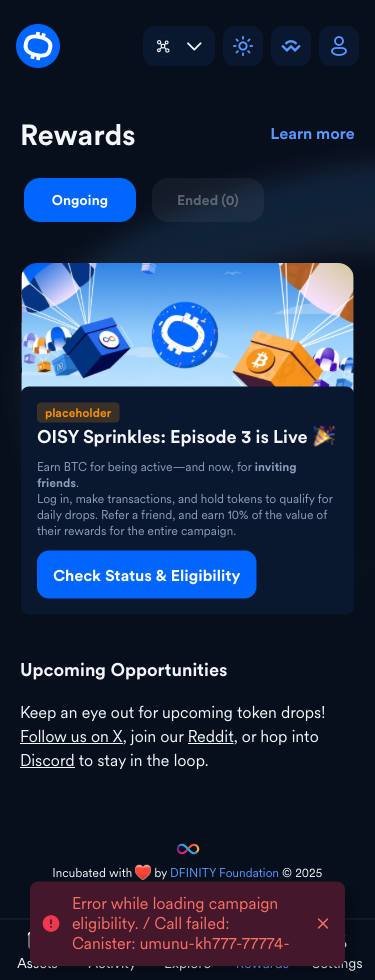 Rewards
Learn more
Ongoing
Ended (0)
placeholder
OISY Sprinkles: Episode 3 is Live 🎉
Earn BTC for being active—and now, for inviting
friends.
Log in, make transactions, and hold tokens to qualify for
daily drops. Refer a friend, and earn 10% of the value of
their rewards for the entire campaign.
Check Status & Eligibility
Upcoming Opportunities
Keep an eye out for upcoming token drops!
Follow us on X, join our Reddit, or hop into
Discord to stay in the loop.
Incubated with ❤️ by DFINITY Foundation © 2025
Error while loading campaign
eligibility. / Call failed:
Canister: umunu-kh777-77774-
Assets Activity Explore Rewards Settings